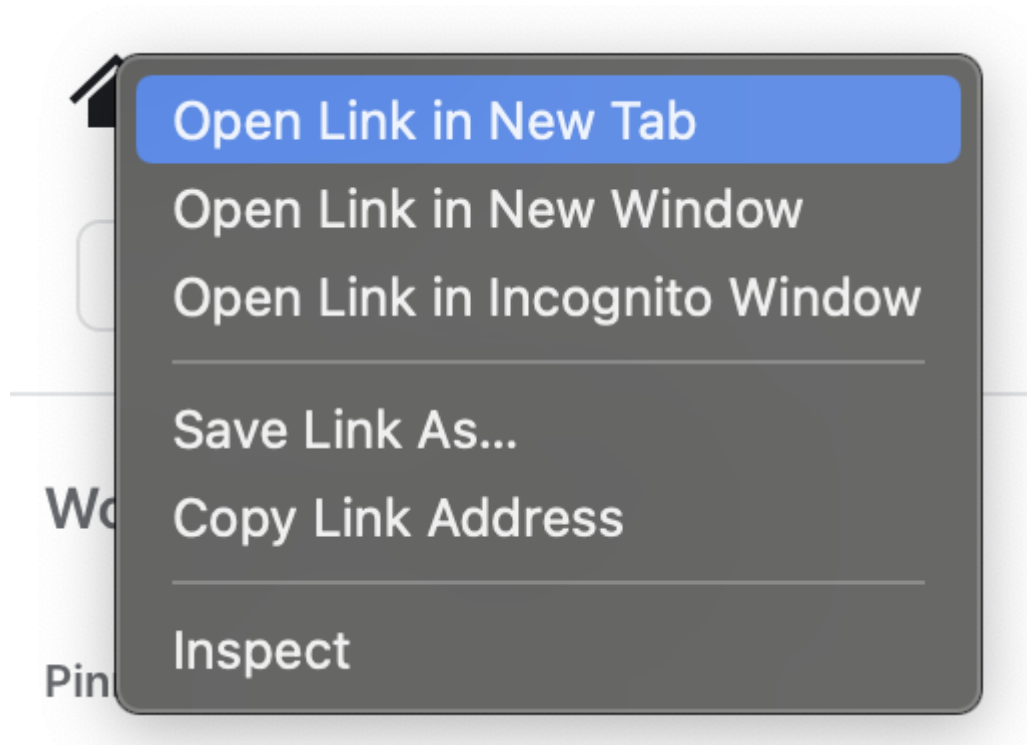 Open Link in New Tab
Open Link in New Window
Open Link in Incognito Window
Save Link As...
Copy Link Address
Inspect